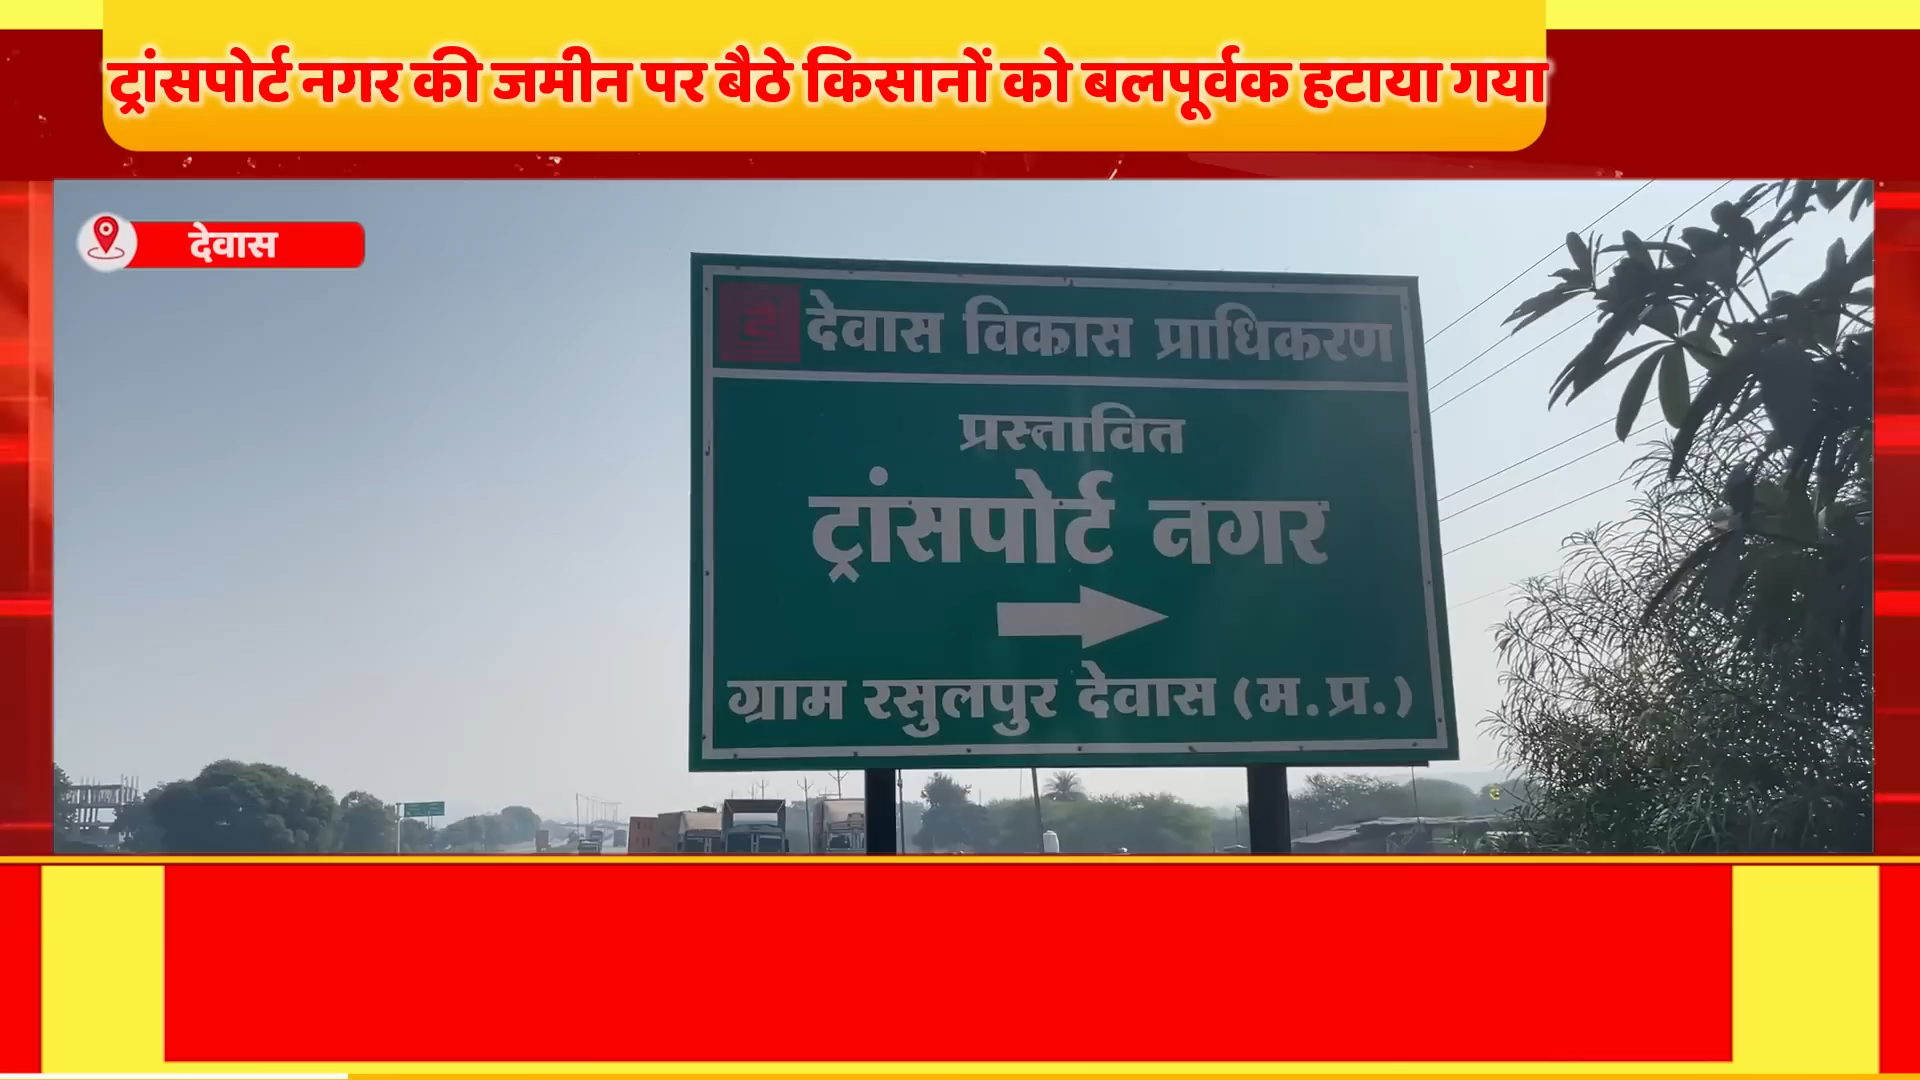 ट्रांसपोर्ट नगर की जमीन पर बैठे किसानों को बलपूर्वक हटाया गया
देवास
देवास विकास प्राधिकरण
प्रस्तावित
ट्रांसपोर्ट नगर
ग्राम रसुलपुर देवास (म.प्र.)